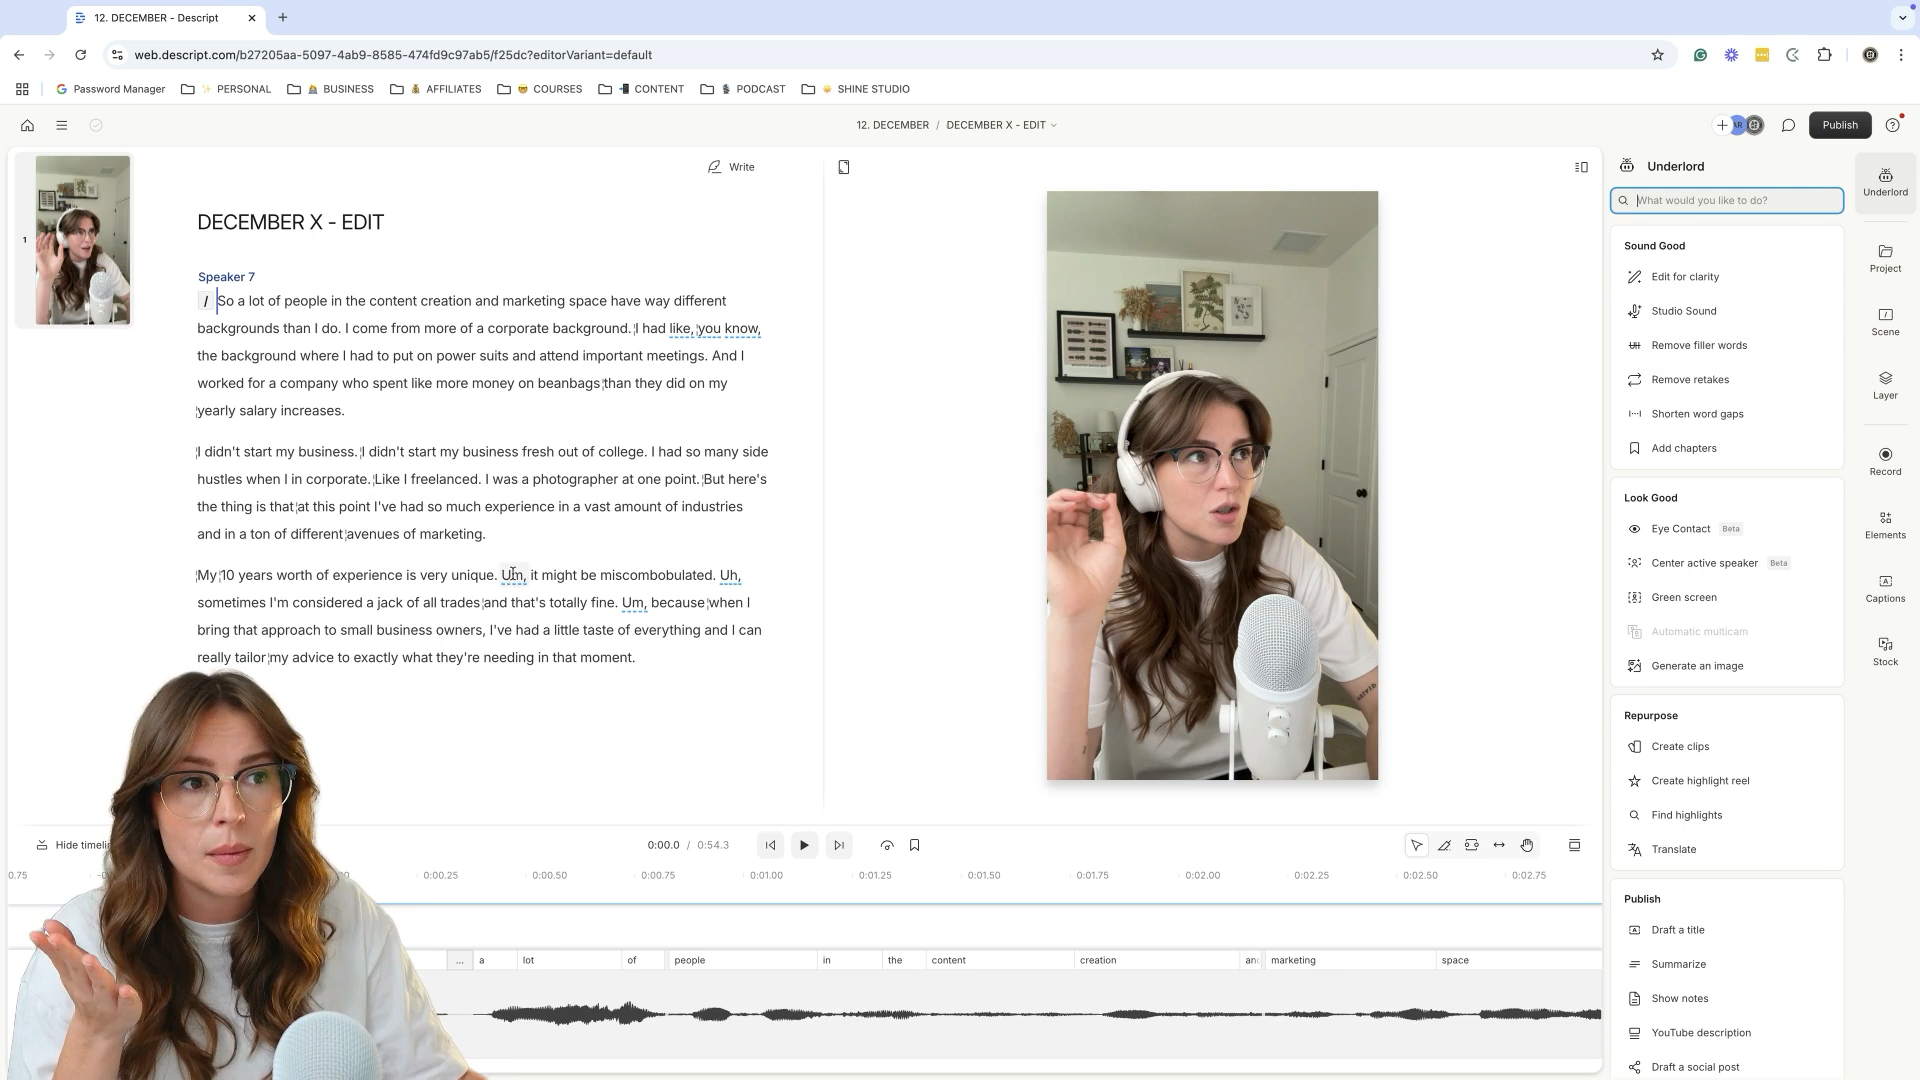 12. DECEMBER - Descript
web.descript.com/b27205aa-5097-4ab9-8585-474fd9c97ab5/f25dc?editorVariant=default
Password Manager
PERSONAL
BUSINESS
AFFILIATES
COURSES
CONTENT
PODCAST
SHINE STUDIO
12. DECEMBER / DECEMBER X - EDIT
Publish
Write
1
DECEMBER X - EDIT
Speaker 7
/ So a lot of people in the content creation and marketing space have way different
backgrounds than I do. I come from more of a corporate background. I had like, you know,
the background where I had to put on power suits and attend important meetings. And I
worked for a company who spent like more money on beanbags than they did on my
yearly salary increases.
I didn't start my business. I didn't start my business fresh out of college. I had so many side
hustles when I in corporate. Like I freelanced. I was a photographer at one point. But here's
the thing is that at this point I've had so much experience in a vast amount of industries
and in a ton of different avenues of marketing.
My 10 years worth of experience is very unique. Um, it might be miscombobulated. Uh,
sometimes I'm considered a jack of all trades and that's totally fine. Um, because when I
bring that approach to small business owners, I've had a little taste of everything and I can
really tailor my advice to exactly what they're needing in that moment.
Underlord
What would you like to do?
Sound Good
Edit for clarity
Studio Sound
Remove filler words
Remove retakes
Shorten word gaps
Add chapters
Look Good
Eye Contact Beta
Center active speaker Beta
Green screen
Automatic multicam
Generate an image
Repurpose
Create clips
Create highlight reel
Find highlights
Translate
Publish
Draft a title
Summarize
Show notes
YouTube description
Draft a social post
Underlord
Project
Scene
Layer
Record
Elements
Captions
Stock
0:00.0 / 0:54.3
0:00.25
0:00.50
0:00.75
0:01.00
0:01.25
0:01.50
0:01.75
0:02.00
0:02.25
0:02.50
0:02.75
... a lot of people in the content creation marketing space